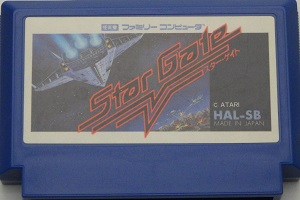 ファミリー コンピュータ
Star Gate
スターゲイト
© ATARI
HAL-SB
MADE IN JAPAN